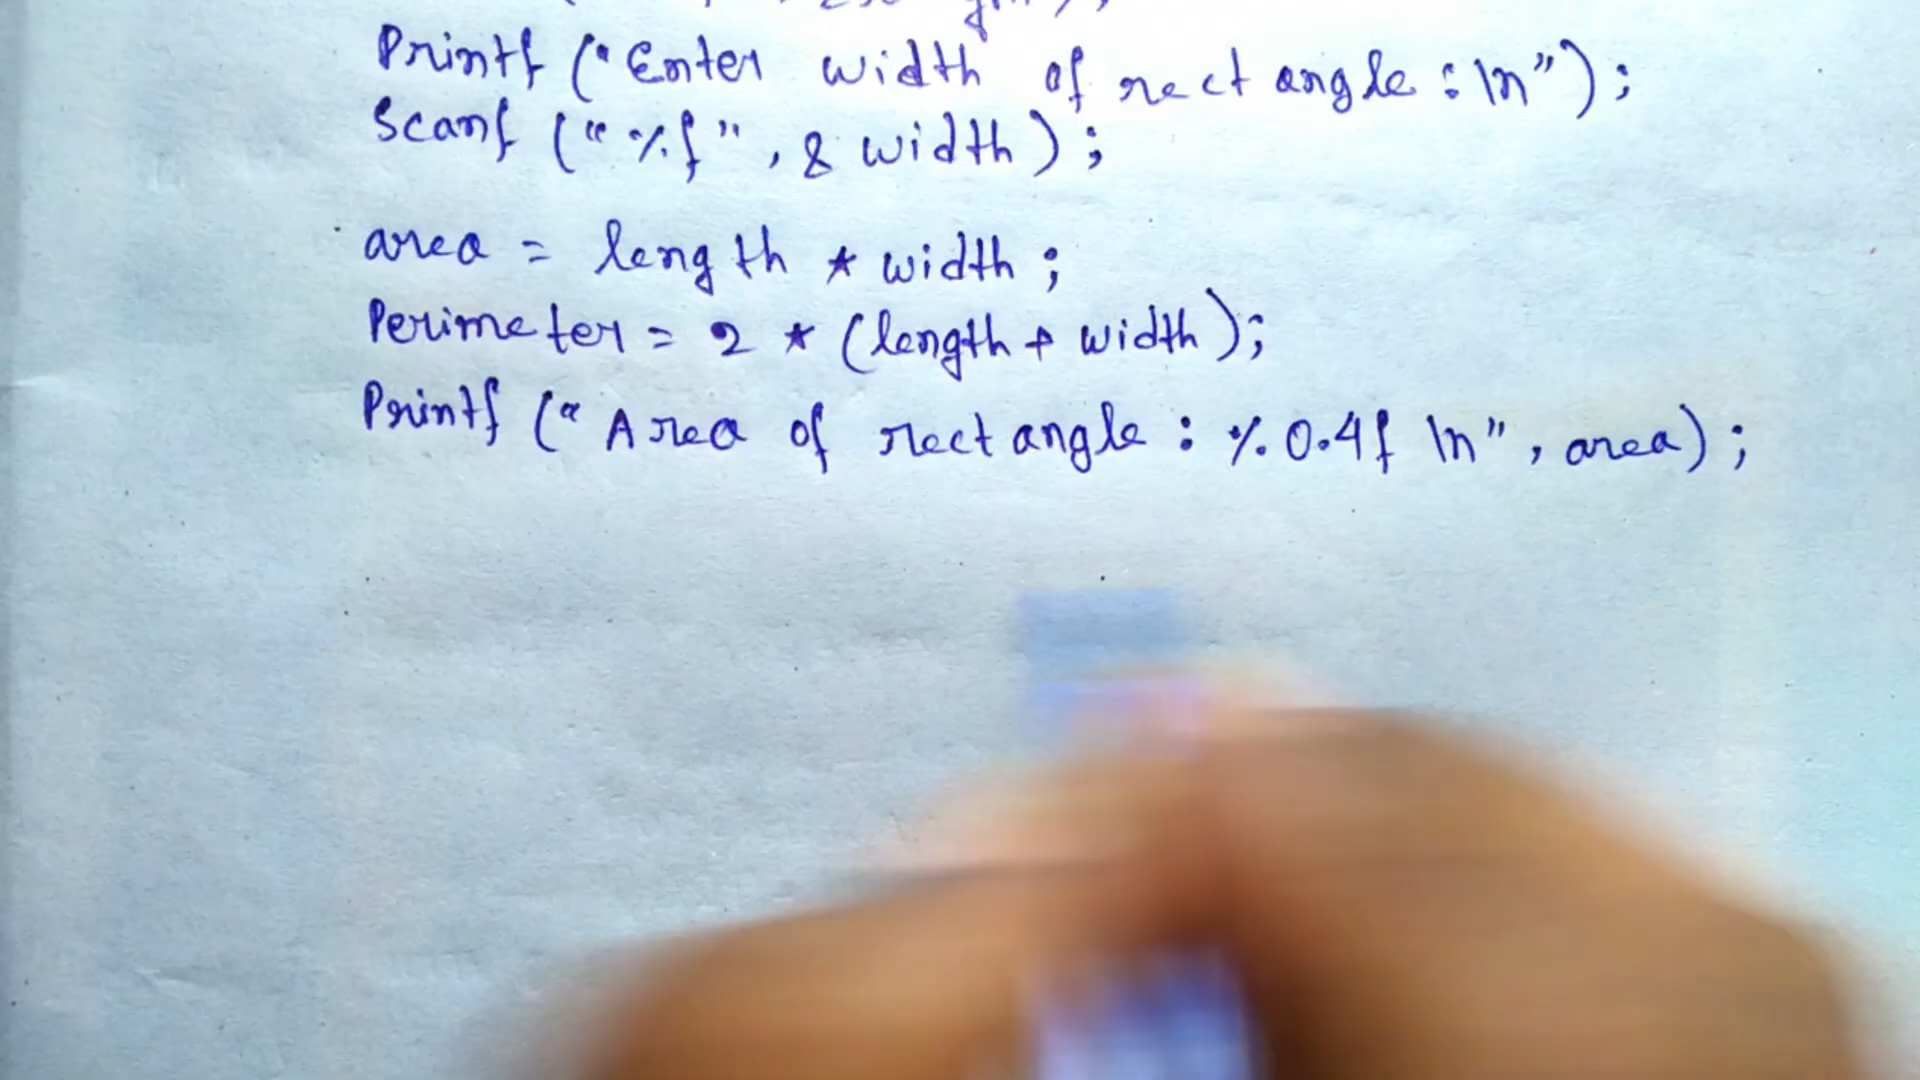 Printf ("Enter width of rectangle : \n");
Scanf ("%f", & width);
area = length * width;
Perimeter = 2 * (length + width);
Printf ("Area of rectangle : %0.4f \n", area);